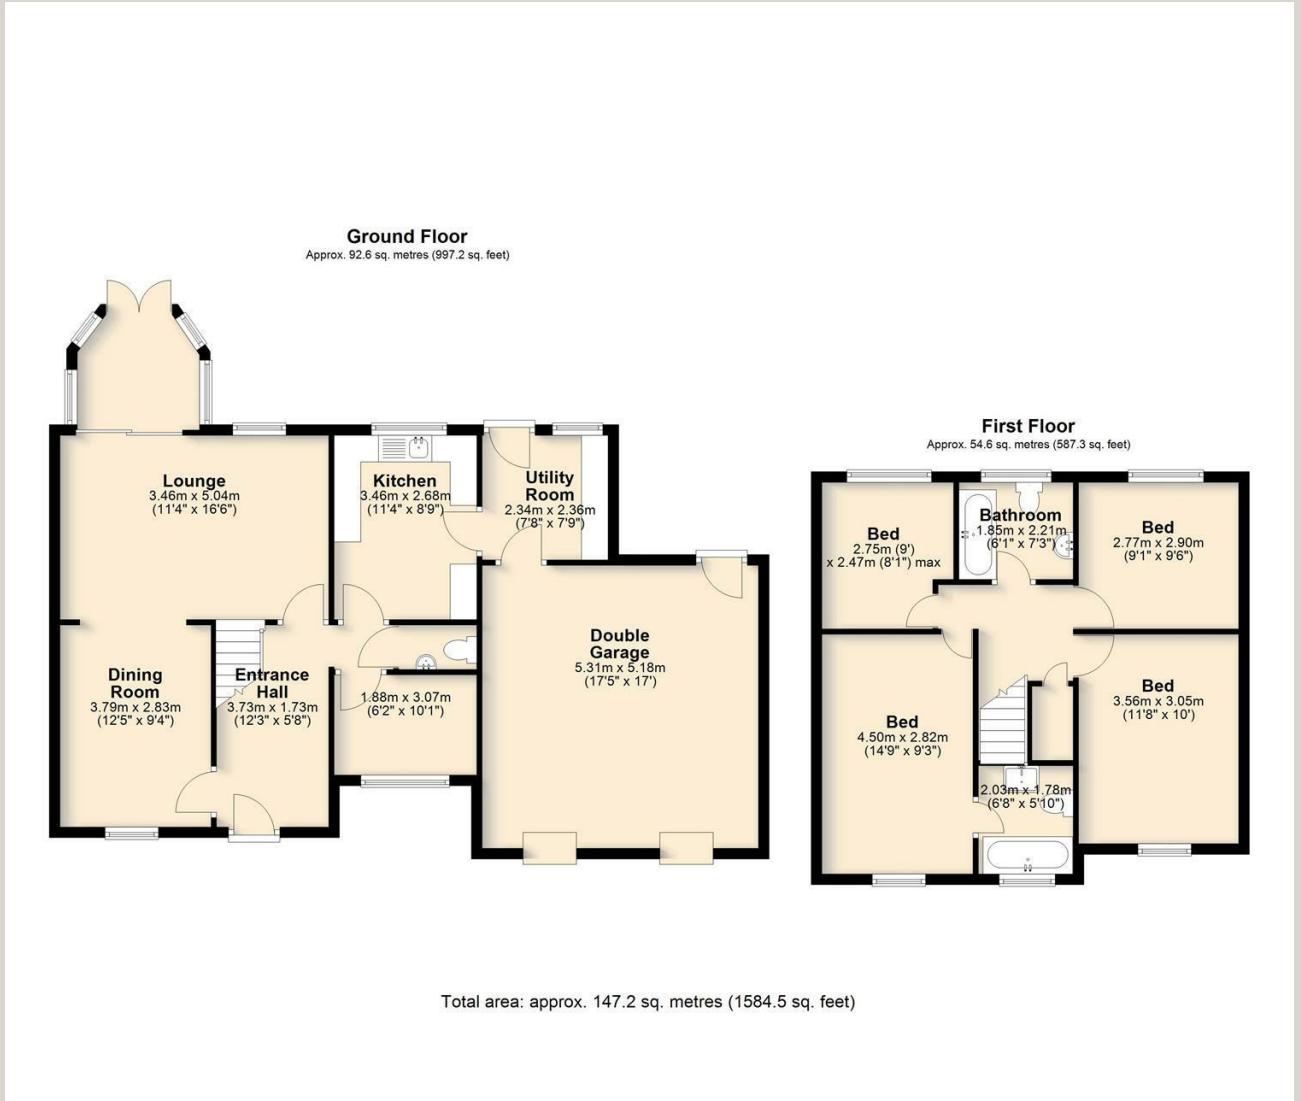 Ground Floor
Approx. 92.6 sq. metres (997.2 sq. feet)
Lounge
3.46m x 5.04m
(11'4" x 16'6")
Kitchen
3.46m x 2.68m
(11'4" x 8'9")
Utility
Room
2.34m x 2.36m
(7'8" x 7'9")
Dining
Room
3.79m x 2.83m
(12'5" x 9'4")
Entrance
Hall
3.73m x 1.73m
(12'3" x 5'8")
1.88m x 3.07m
(6'2" x 10'1")
Double
Garage
5.31m x 5.18m
(17'5" x 17')
First Floor
Approx. 54.6 sq. metres (587.3 sq. feet)
Bed
2.75m (9')
x 2.47m (8'1") max
Bathroom
1.85m x 2.21m
(6'1" x 7'3")
Bed
2.77m x 2.90m
(9'1" x 9'6")
Bed
4.50m x 2.82m
(14'9" x 9'3")
Bed
3.56m x 3.05m
(11'8" x 10')
2.03m x 1.78m
(6'8" x 5'10")
Total area: approx. 147.2 sq. metres (1584.5 sq. feet)